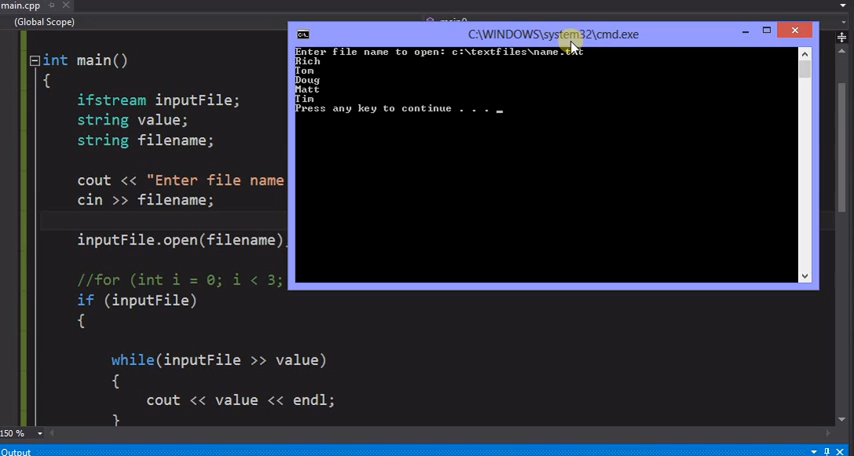 main.cpp
(Global Scope)
int main()
{
ifstream inputFile;
string value;
string filename;
cout << "Enter file name
cin >> filename;
inputFile.open(filename)
//for (int i = 0; i < 3;
if (inputFile)
{
while(inputFile >> value)
{
cout << value << endl;
}
150 %
Output
C:\WINDOWS\system32\cmd.exe
Enter file name to open: c:\textfiles\name.txt
Rich
Tom
Doug
Matt
Tim
Press any key to continue . . . _